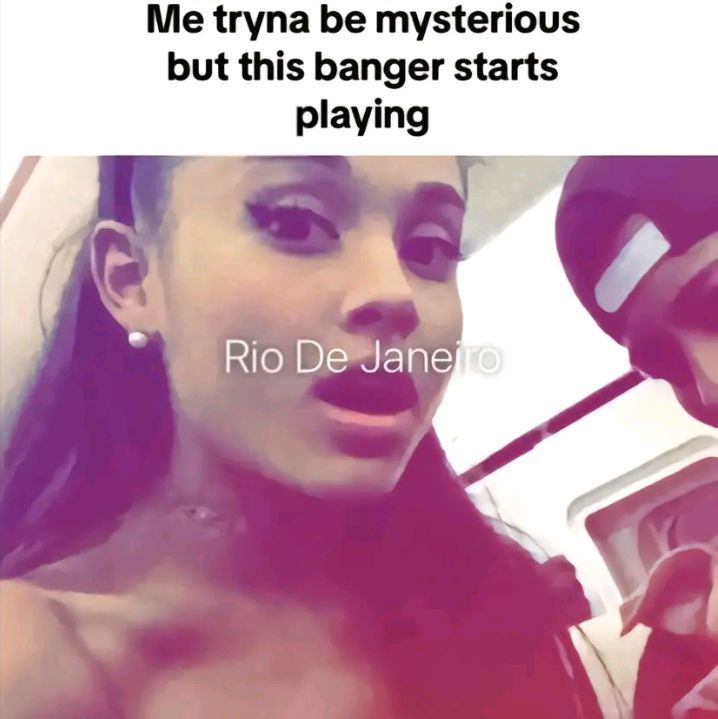 Me tryna be mysterious
but this banger starts
playing
Rio De Janeiro